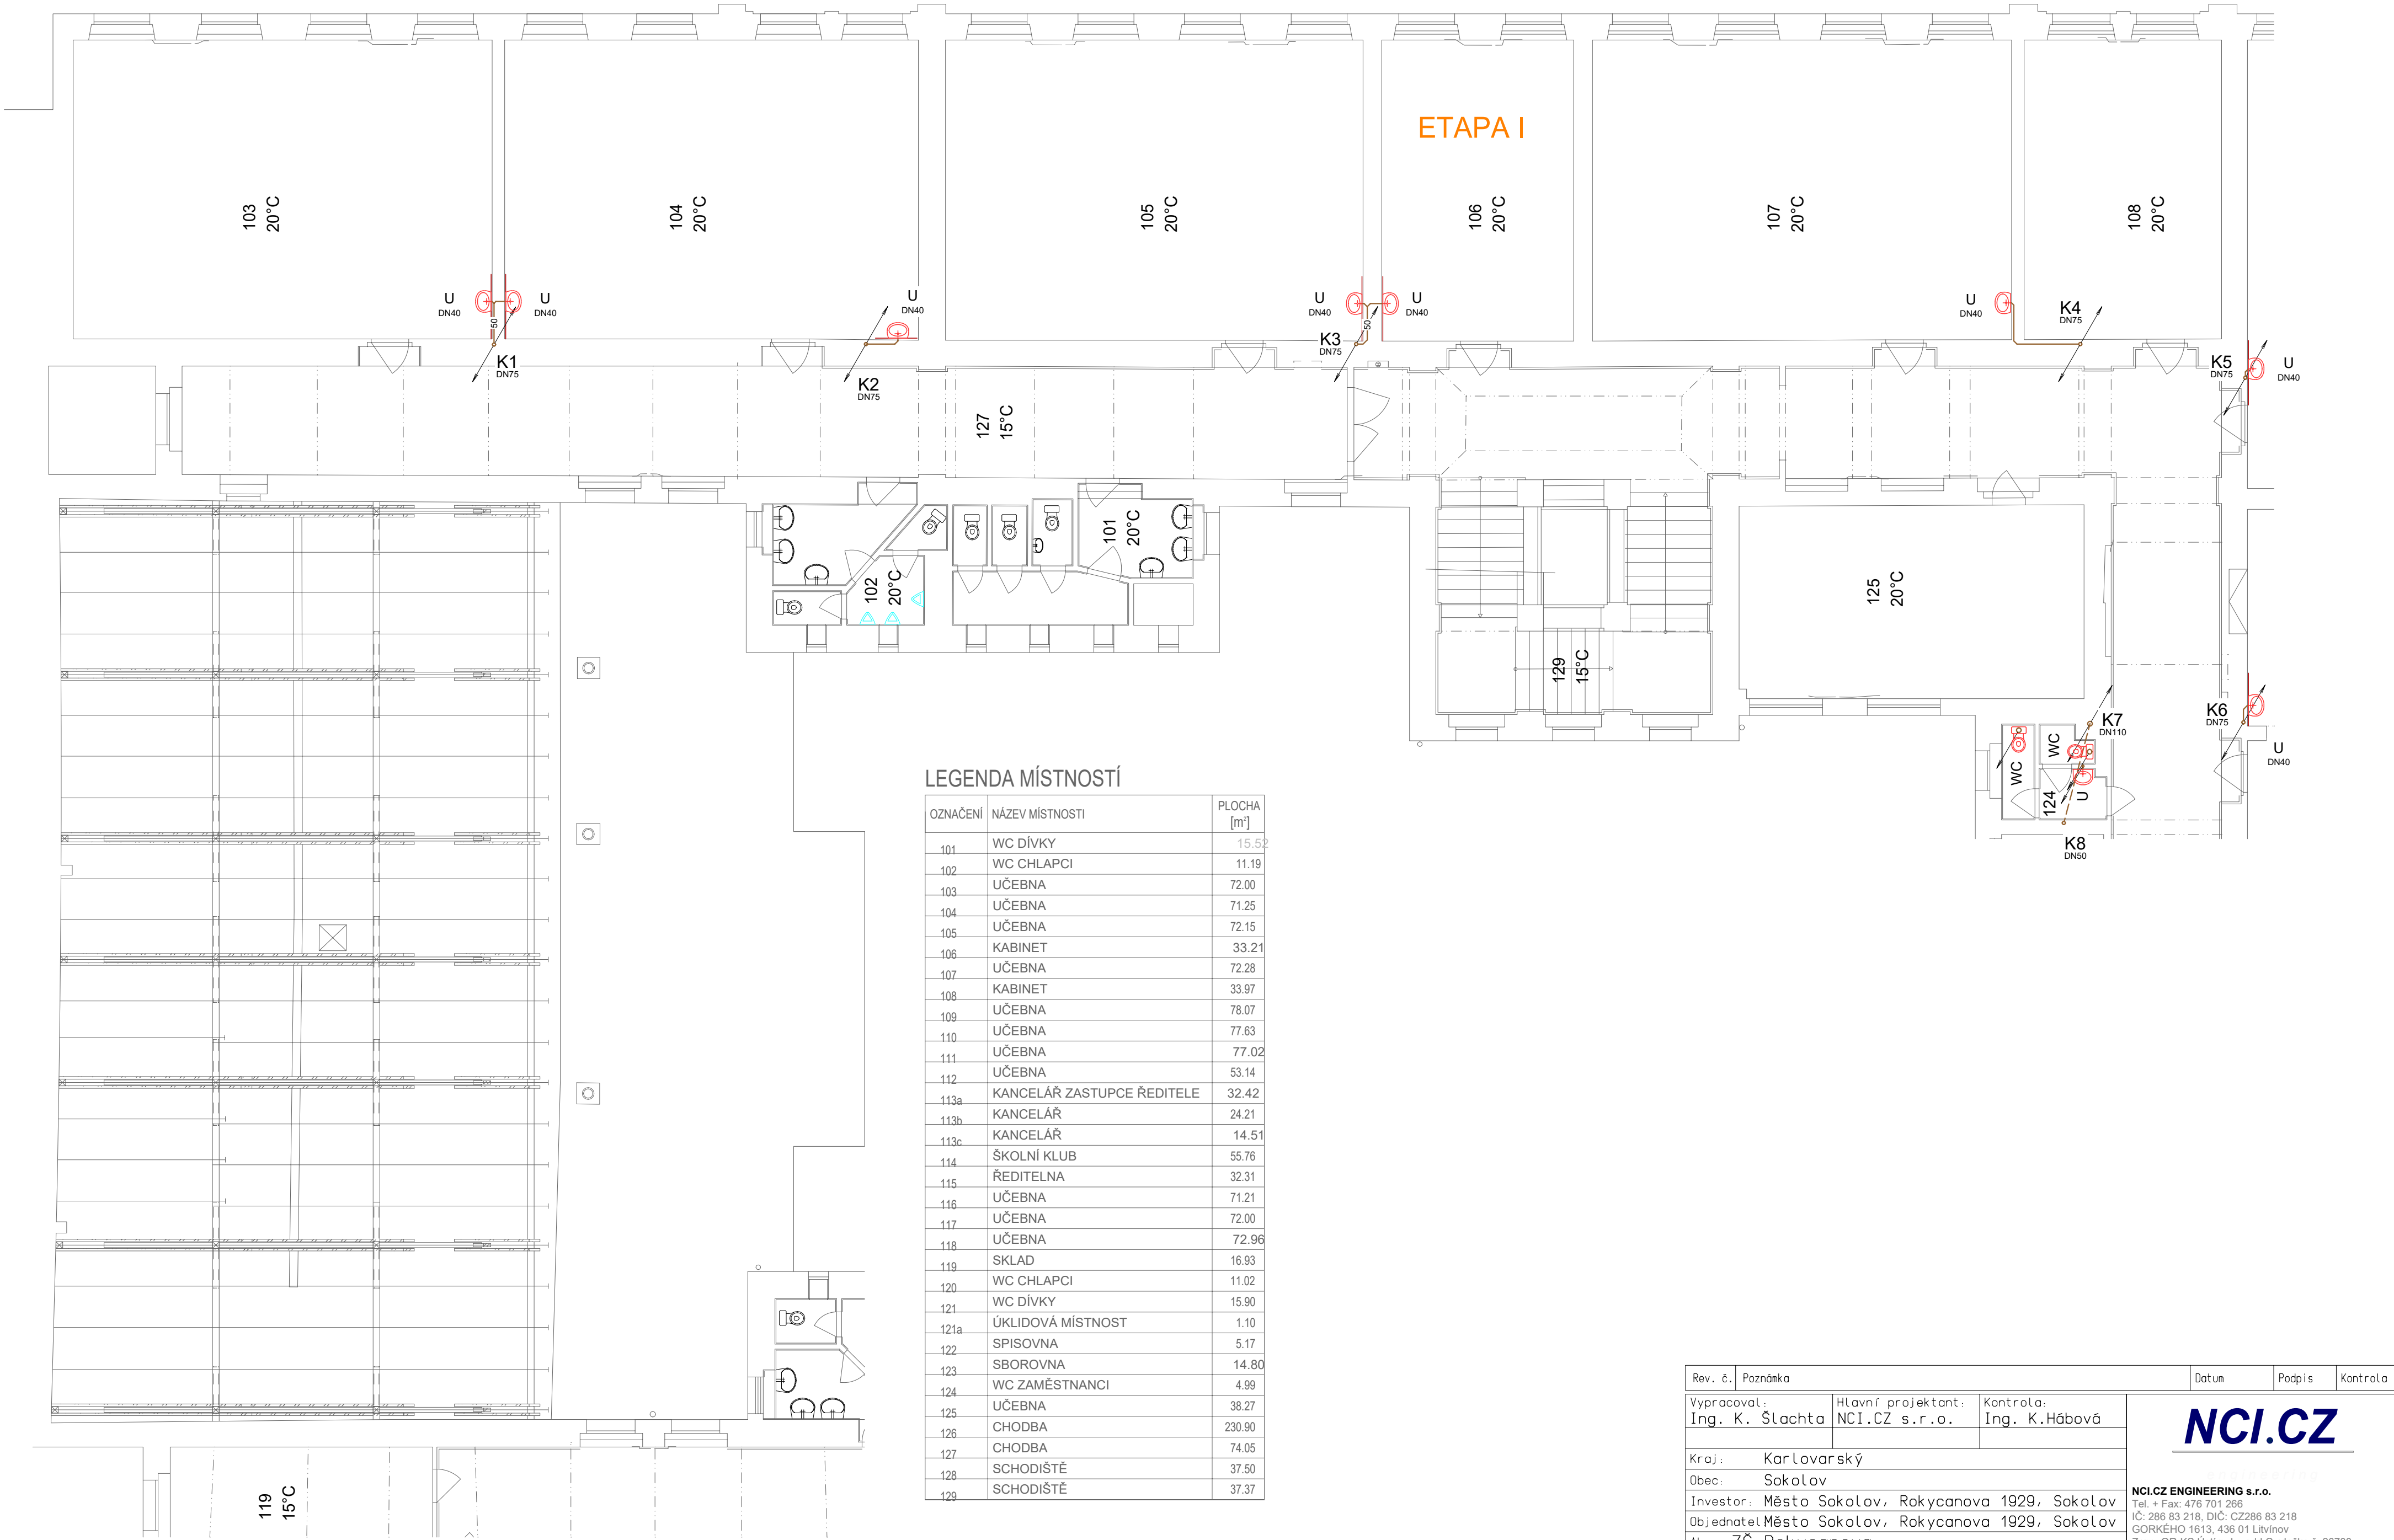 ETAPA I
103
20°C
104
20°C
105
20°C
106
20°C
107
20°C
108
20°C
U
DN40
U
DN40
50
K1
DN75
U
DN40
K2
DN75
U
DN40
U
DN40
50
K3
DN75
U
DN40
K4
DN75
K5
DN75
U
DN40
127
15°C
101
20°C
102
20°C
125
20°C
129
15°C
K6
DN75
U
DN40
K7
DN110
WC
WC
124
U
K8
DN50
119
15°C
LEGENDA MÍSTNOSTÍ
OZNAČENÍ NÁZEV MÍSTNOSTI PLOCHA [m²]
101 WC DÍVKY 15.52
102 WC CHLAPCI 11.19
103 UČEBNA 72.00
104 UČEBNA 71.25
105 UČEBNA 72.15
106 KABINET 33.21
107 UČEBNA 72.28
108 KABINET 33.97
109 UČEBNA 78.07
110 UČEBNA 77.63
111 UČEBNA 77.02
112 UČEBNA 53.14
113a KANCELÁŘ ZASTUPCE ŘEDITELE 32.42
113b KANCELÁŘ 24.21
113c KANCELÁŘ 14.51
114 ŠKOLNÍ KLUB 55.76
115 ŘEDITELNA 32.31
116 UČEBNA 71.21
117 UČEBNA 72.00
118 UČEBNA 72.96
119 SKLAD 16.93
120 WC CHLAPCI 11.02
121 WC DÍVKY 15.90
121a ÚKLIDOVÁ MÍSTNOST 1.10
122 SPISOVNA 5.17
123 SBOROVNA 14.80
124 WC ZAMĚSTNANCI 4.99
125 UČEBNA 38.27
126 CHODBA 230.90
127 CHODBA 74.05
128 SCHODIŠTĚ 37.50
129 SCHODIŠTĚ 37.37
Rev. č. Poznámka Datum Podpis Kontrola
Vypracoval: Hlavní projektant: Kontrola:
Ing. K. Šlachta NCI.CZ s.r.o. Ing. K.Hábová
Kraj: Karlovarský
Obec: Sokolov
Investor: Město Sokolov, Rokycanova 1929, Sokolov
Objednatel Město Sokolov, Rokycanova 1929, Sokolov
NCI.CZ
NCI.CZ ENGINEERING s.r.o.
Tel. + Fax: 476 701 266
IČ: 286 83 218, DIČ: CZ286 83 218
GORKÉHO 1613, 436 01 Litvínov